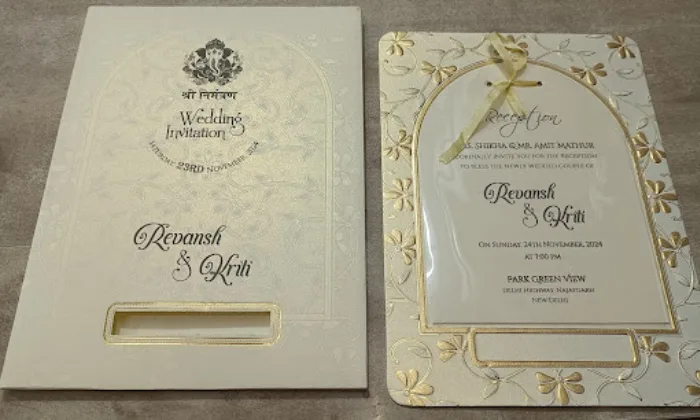 श्री निमंत्रण
Wedding
Invitation
23RD NOVEMBER 2024
Revansh
& Kriti
Reception
SHIKHA & MR. AMIT MATHUR
CORDIALLY INVITE YOU FOR THE RECEPTION
TO BLESS THE NEWLY WEDDED COUPLE OF
Revansh
& Kriti
ON SUNDAY 24TH NOVEMBER, 2024
AT 7:00 PM
PARK GREEN VIEW
DELHI HIGHWAY NAJAFGARH
NEW DELHI